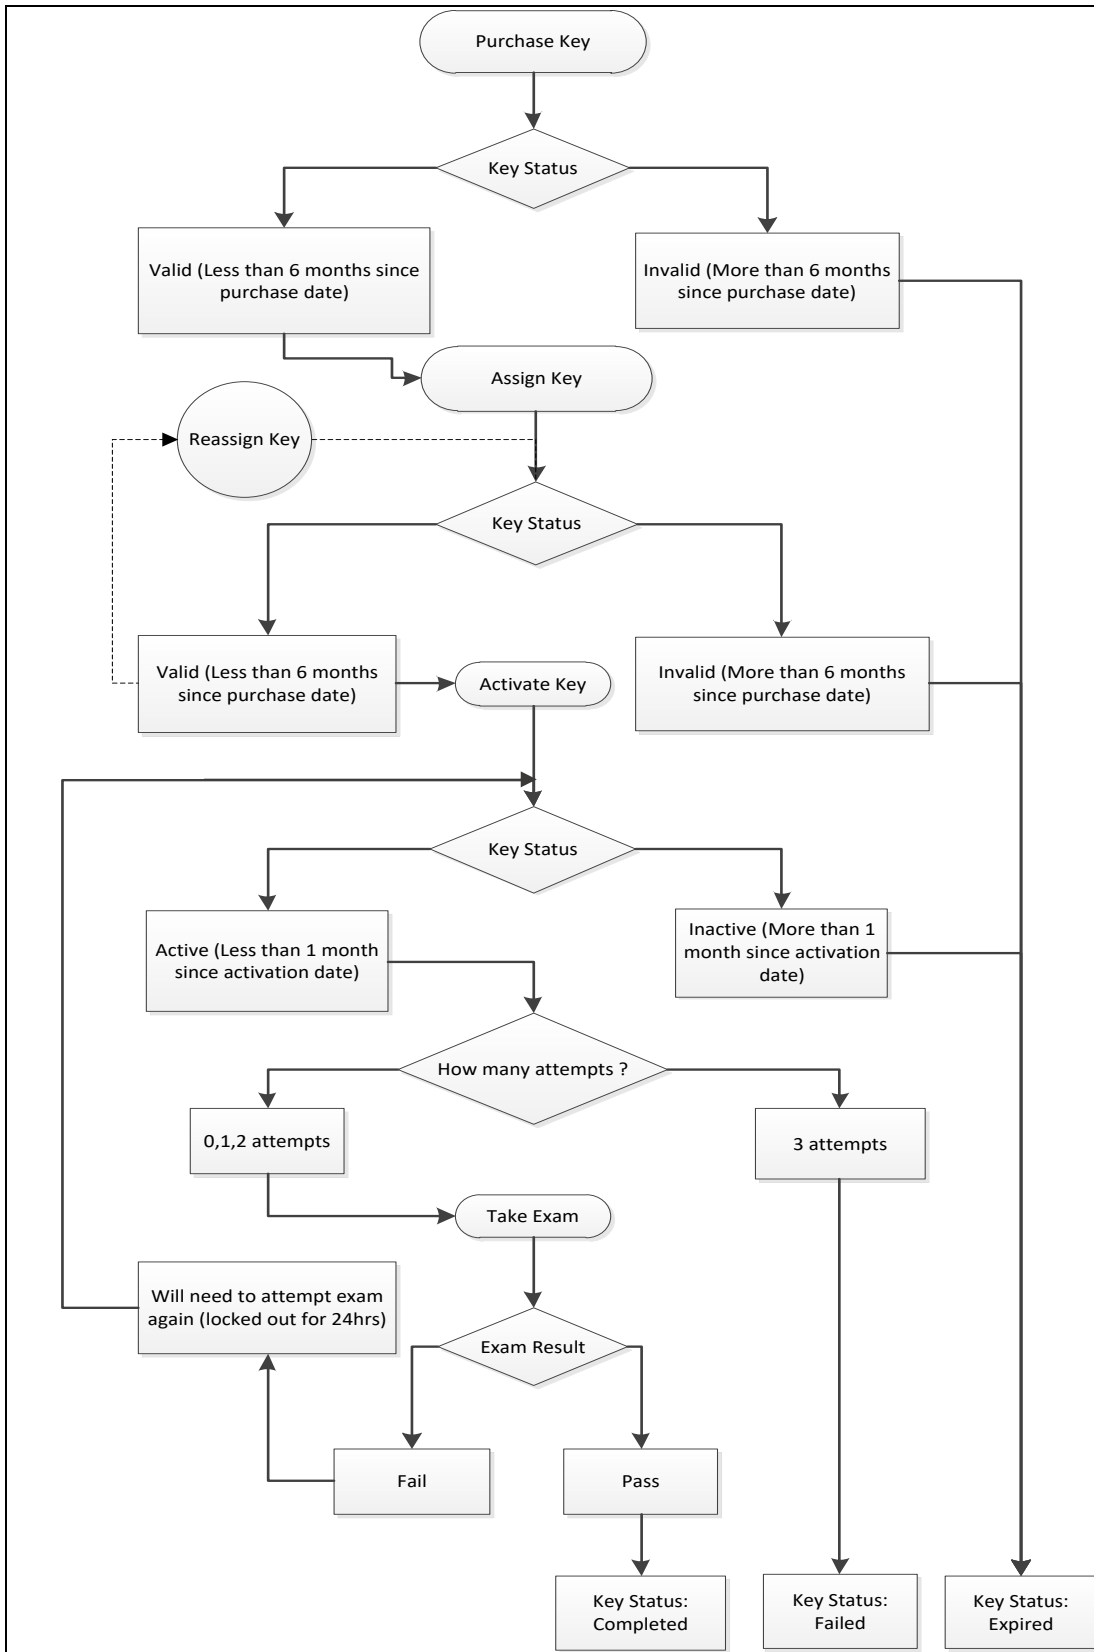 Purchase Key
Key Status
Valid (Less than 6 months since
purchase date)
Invalid (More than 6 months
since purchase date)
Assign Key
Reassign Key
Key Status
Valid (Less than 6 months
since purchase date)
Activate Key
Invalid (More than 6 months
since purchase date)
Key Status
Active (Less than 1 month
since activation date)
Inactive (More than 1
month since activation
date)
How many attempts ?
0,1,2 attempts
3 attempts
Take Exam
Will need to attempt exam
again (locked out for 24hrs)
Exam Result
Fail
Pass
Key Status:
Completed
Key Status:
Failed
Key Status:
Expired